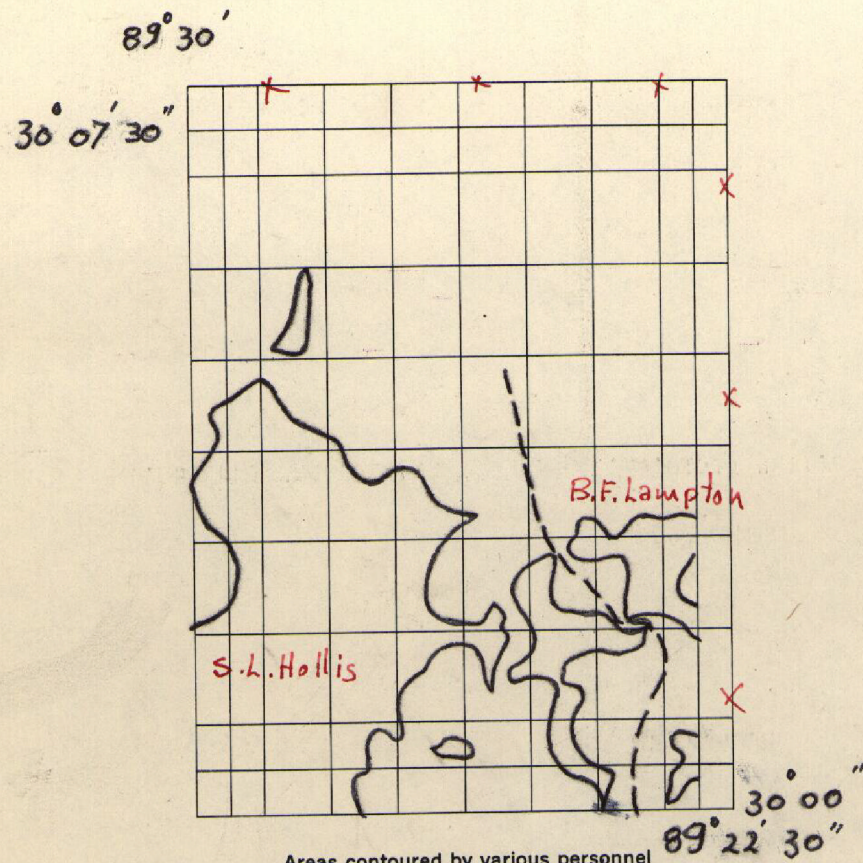 89° 30'
30° 07' 30"
B.F. Lampton
S.L. Hollis
30° 00"
89° 22' 30"
Areas contoured by various personnel